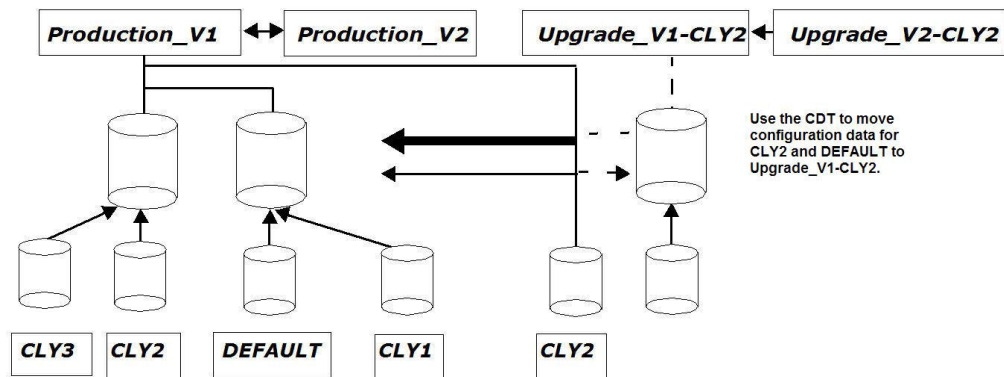 Production_V1
Production_V2
Upgrade_V1-CLY2
Upgrade_V2-CLY2
Use the CDT to move
configuration data for
CLY2 and DEFAULT to
Upgrade_V1-CLY2.
CLY3
CLY2
DEFAULT
CLY1
CLY2